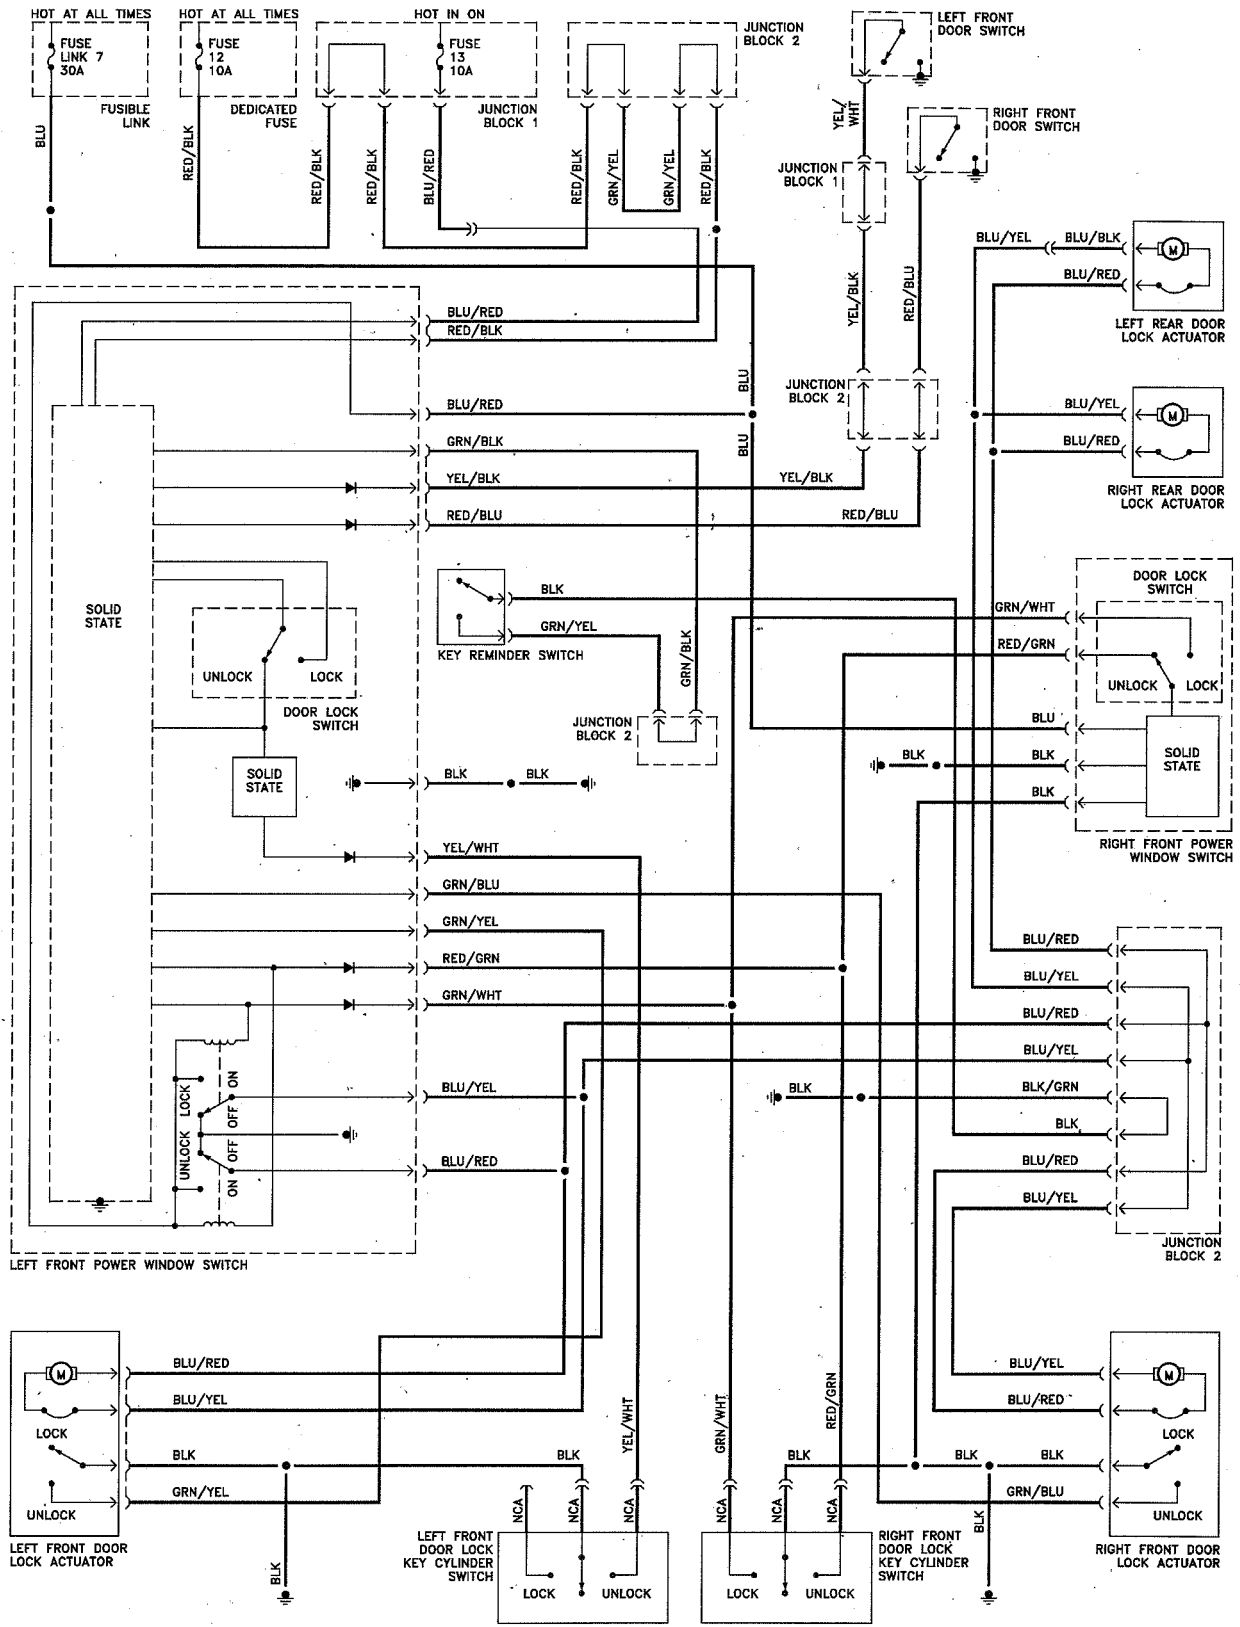 HOT AT ALL TIMES
HOT AT ALL TIMES
HOT IN ON
FUSE
LINK 7
30A
FUSE
12
10A
FUSE
13
10A
JUNCTION
BLOCK 2
LEFT FRONT
DOOR SWITCH
FUSIBLE
LINK
DEDICATED
FUSE
JUNCTION
BLOCK 1
RIGHT FRONT
DOOR SWITCH
BLU
RED/BLK
RED/BLK
RED/BLK
BLU/RED
RED/BLK
GRN/YEL
GRN/YEL
RED/BLK
YEL/
WHT
JUNCTION
BLOCK 1
YEL/BLK
RED/BLU
BLU/YEL
BLU/BLK
M
BLU/RED
LEFT REAR DOOR
LOCK ACTUATOR
BLU/RED
RED/BLK
BLU
JUNCTION
BLOCK 2
BLU/RED
BLU/YEL
M
GRN/BLK
BLU
BLU/RED
YEL/BLK
YEL/BLK
RIGHT REAR DOOR
LOCK ACTUATOR
RED/BLU
RED/BLU
SOLID
STATE
DOOR LOCK
SWITCH
BLK
GRN/WHT
GRN/YEL
RED/GRN
KEY REMINDER SWITCH
GRN/BLK
UNLOCK
LOCK
UNLOCK
LOCK
DOOR LOCK
SWITCH
JUNCTION
BLOCK 2
BLU
SOLID
STATE
BLK
BLK
BLK
BLK
SOLID
STATE
BLK
RIGHT FRONT POWER
WINDOW SWITCH
YEL/WHT
GRN/BLU
GRN/YEL
BLU/RED
RED/GRN
BLU/YEL
GRN/WHT
BLU/RED
BLU/YEL
LOCK
ON
OFF
BLU/YEL
BLK
BLK/GRN
BLK
UNLOCK
OFF
ON
BLU/RED
BLU/RED
BLU/YEL
JUNCTION
BLOCK 2
LEFT FRONT POWER WINDOW SWITCH
M
BLU/RED
BLU/YEL
M
BLU/YEL
BLU/RED
LOCK
YEL/WHT
GRN/WHT
RED/GRN
LOCK
BLK
BLK
BLK
BLK
BLK
GRN/YEL
GRN/BLU
UNLOCK
NCA
NCA
NCA
NCA
NCA
NCA
BLK
UNLOCK
LEFT FRONT DOOR
LOCK ACTUATOR
BLK
LEFT FRONT
DOOR LOCK
KEY CYLINDER
SWITCH
LOCK
UNLOCK
LOCK
UNLOCK
RIGHT FRONT
DOOR LOCK
KEY CYLINDER
SWITCH
RIGHT FRONT DOOR
LOCK ACTUATOR